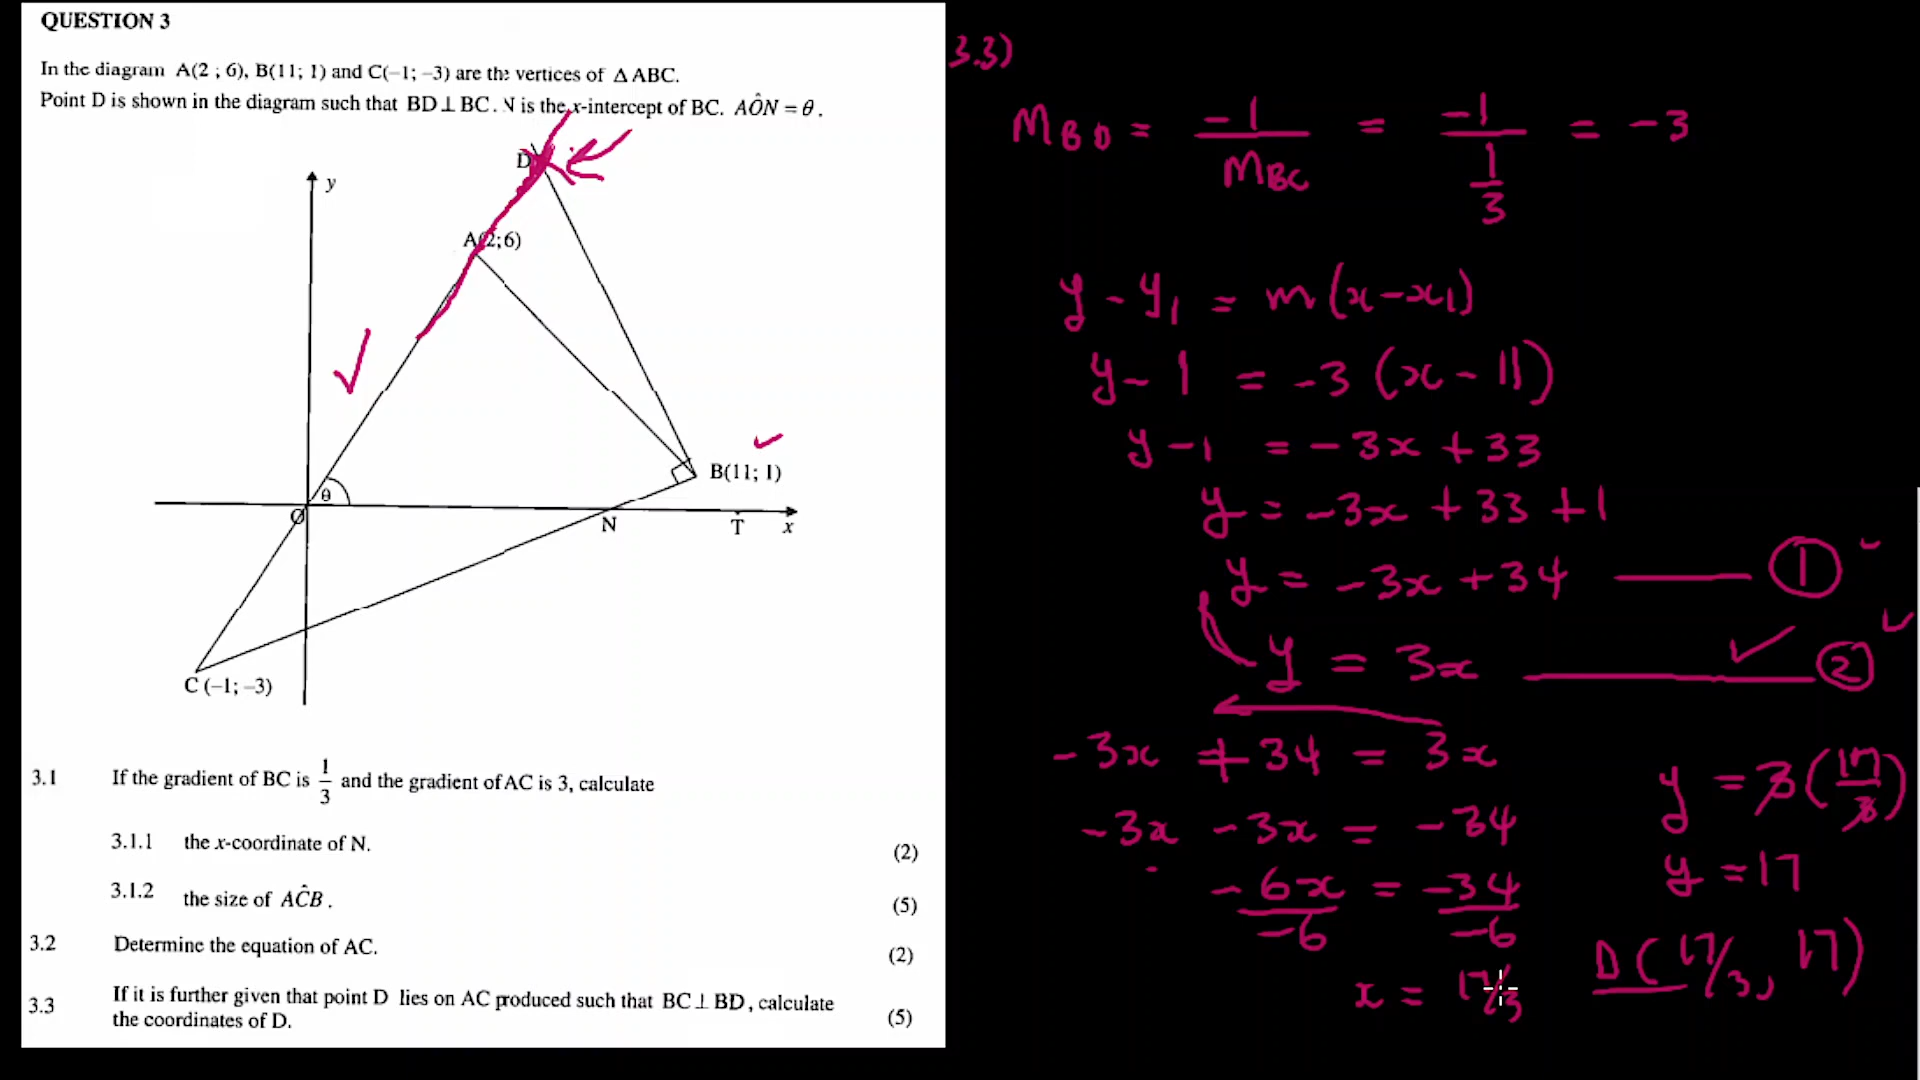 QUESTION 3
In the diagram A(2 ; 6), B(11; 1) and C(−1; −3) are the vertices of Δ ABC.
Point D is shown in the diagram such that BD ⊥ BC. N is the x-intercept of BC. AÔN = θ.
D
y
A(2;6)
B(11; 1)
θ
O
N
T
x
C (−1; −3)
3.1 If the gradient of BC is 1/3 and the gradient of AC is 3, calculate
3.1.1 the x-coordinate of N. (2)
3.1.2 the size of AĈB. (5)
3.2 Determine the equation of AC. (2)
3.3 If it is further given that point D lies on AC produced such that BC ⊥ BD, calculate
the coordinates of D. (5)
3.3)
M_BD = -1/M_BC = -1/(1/3) = -3
y - y₁ = m(x - x₁)
y - 1 = -3(x - 11)
y - 1 = -3x + 33
y = -3x + 33 + 1
y = -3x + 34 —— ①
y = 3x —— ②
-3x + 34 = 3x
-3x - 3x = -34
-6x/-6 = -34/-6
x = 17/3
y = 3(17/3)
y = 17
D(17/3, 17)